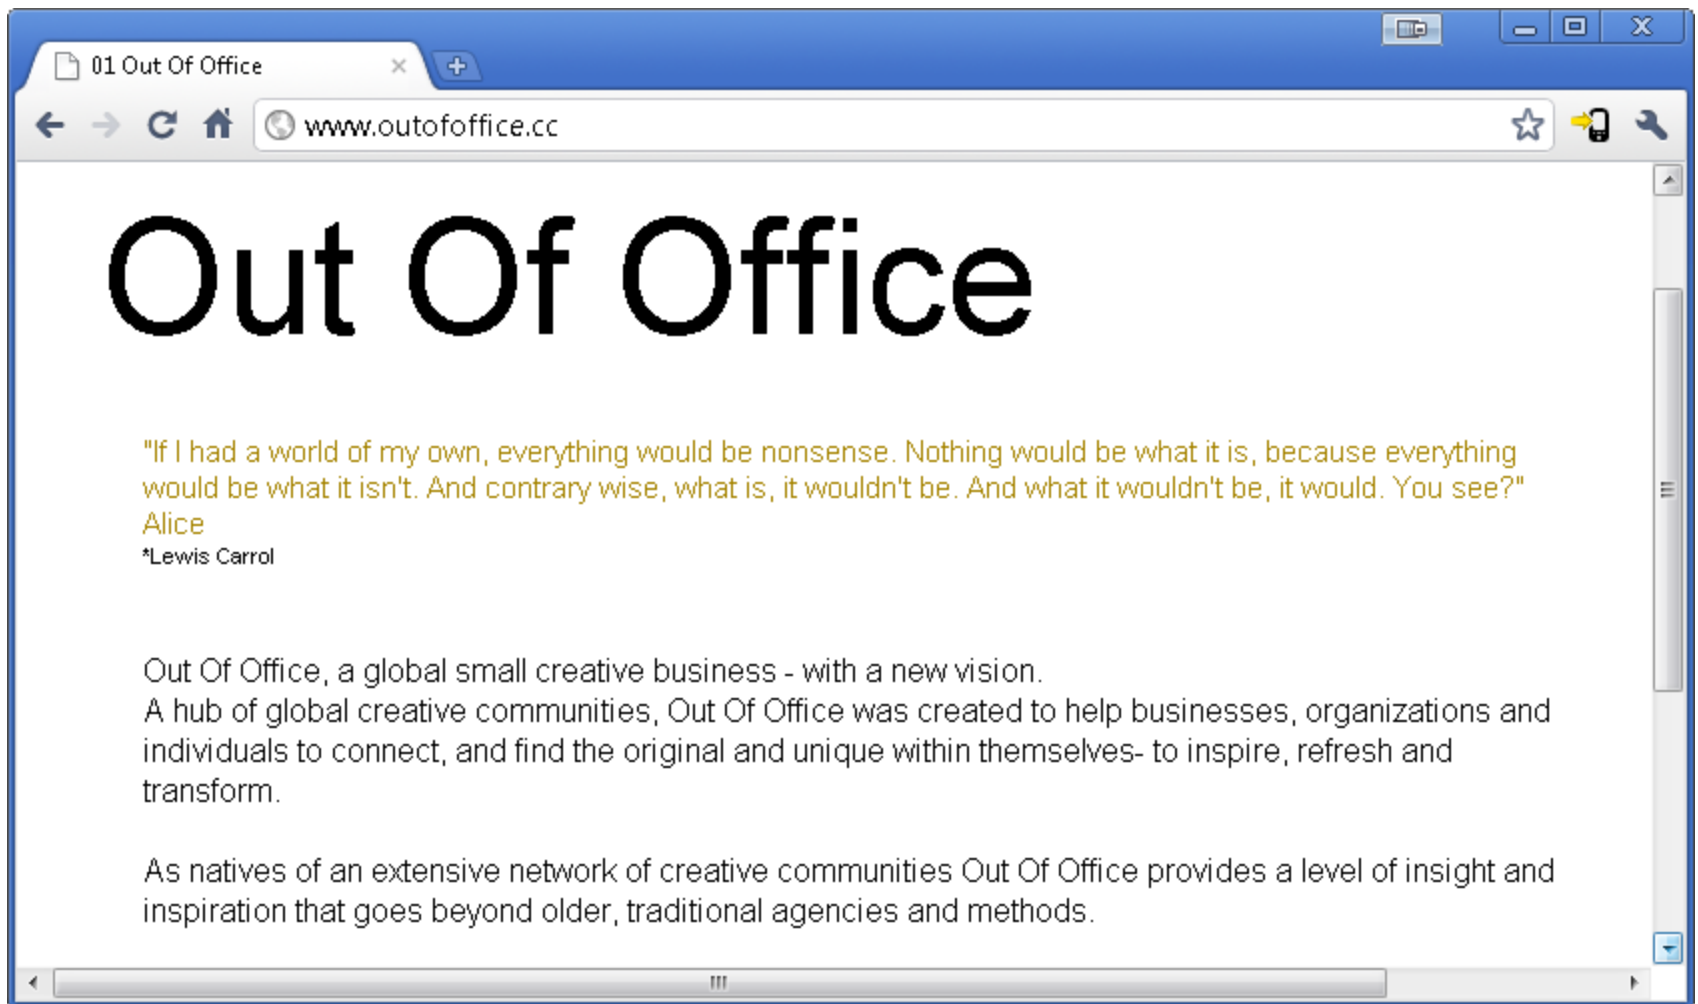 01 Out Of Office
www.outofoffice.cc
Out Of Office
"If I had a world of my own, everything would be nonsense. Nothing would be what it is, because everything
would be what it isn't. And contrary wise, what is, it wouldn't be. And what it wouldn't be, it would. You see?"
Alice
*Lewis Carrol
Out Of Office, a global small creative business - with a new vision.
A hub of global creative communities, Out Of Office was created to help businesses, organizations and
individuals to connect, and find the original and unique within themselves- to inspire, refresh and
transform.
As natives of an extensive network of creative communities Out Of Office provides a level of insight and
inspiration that goes beyond older, traditional agencies and methods.